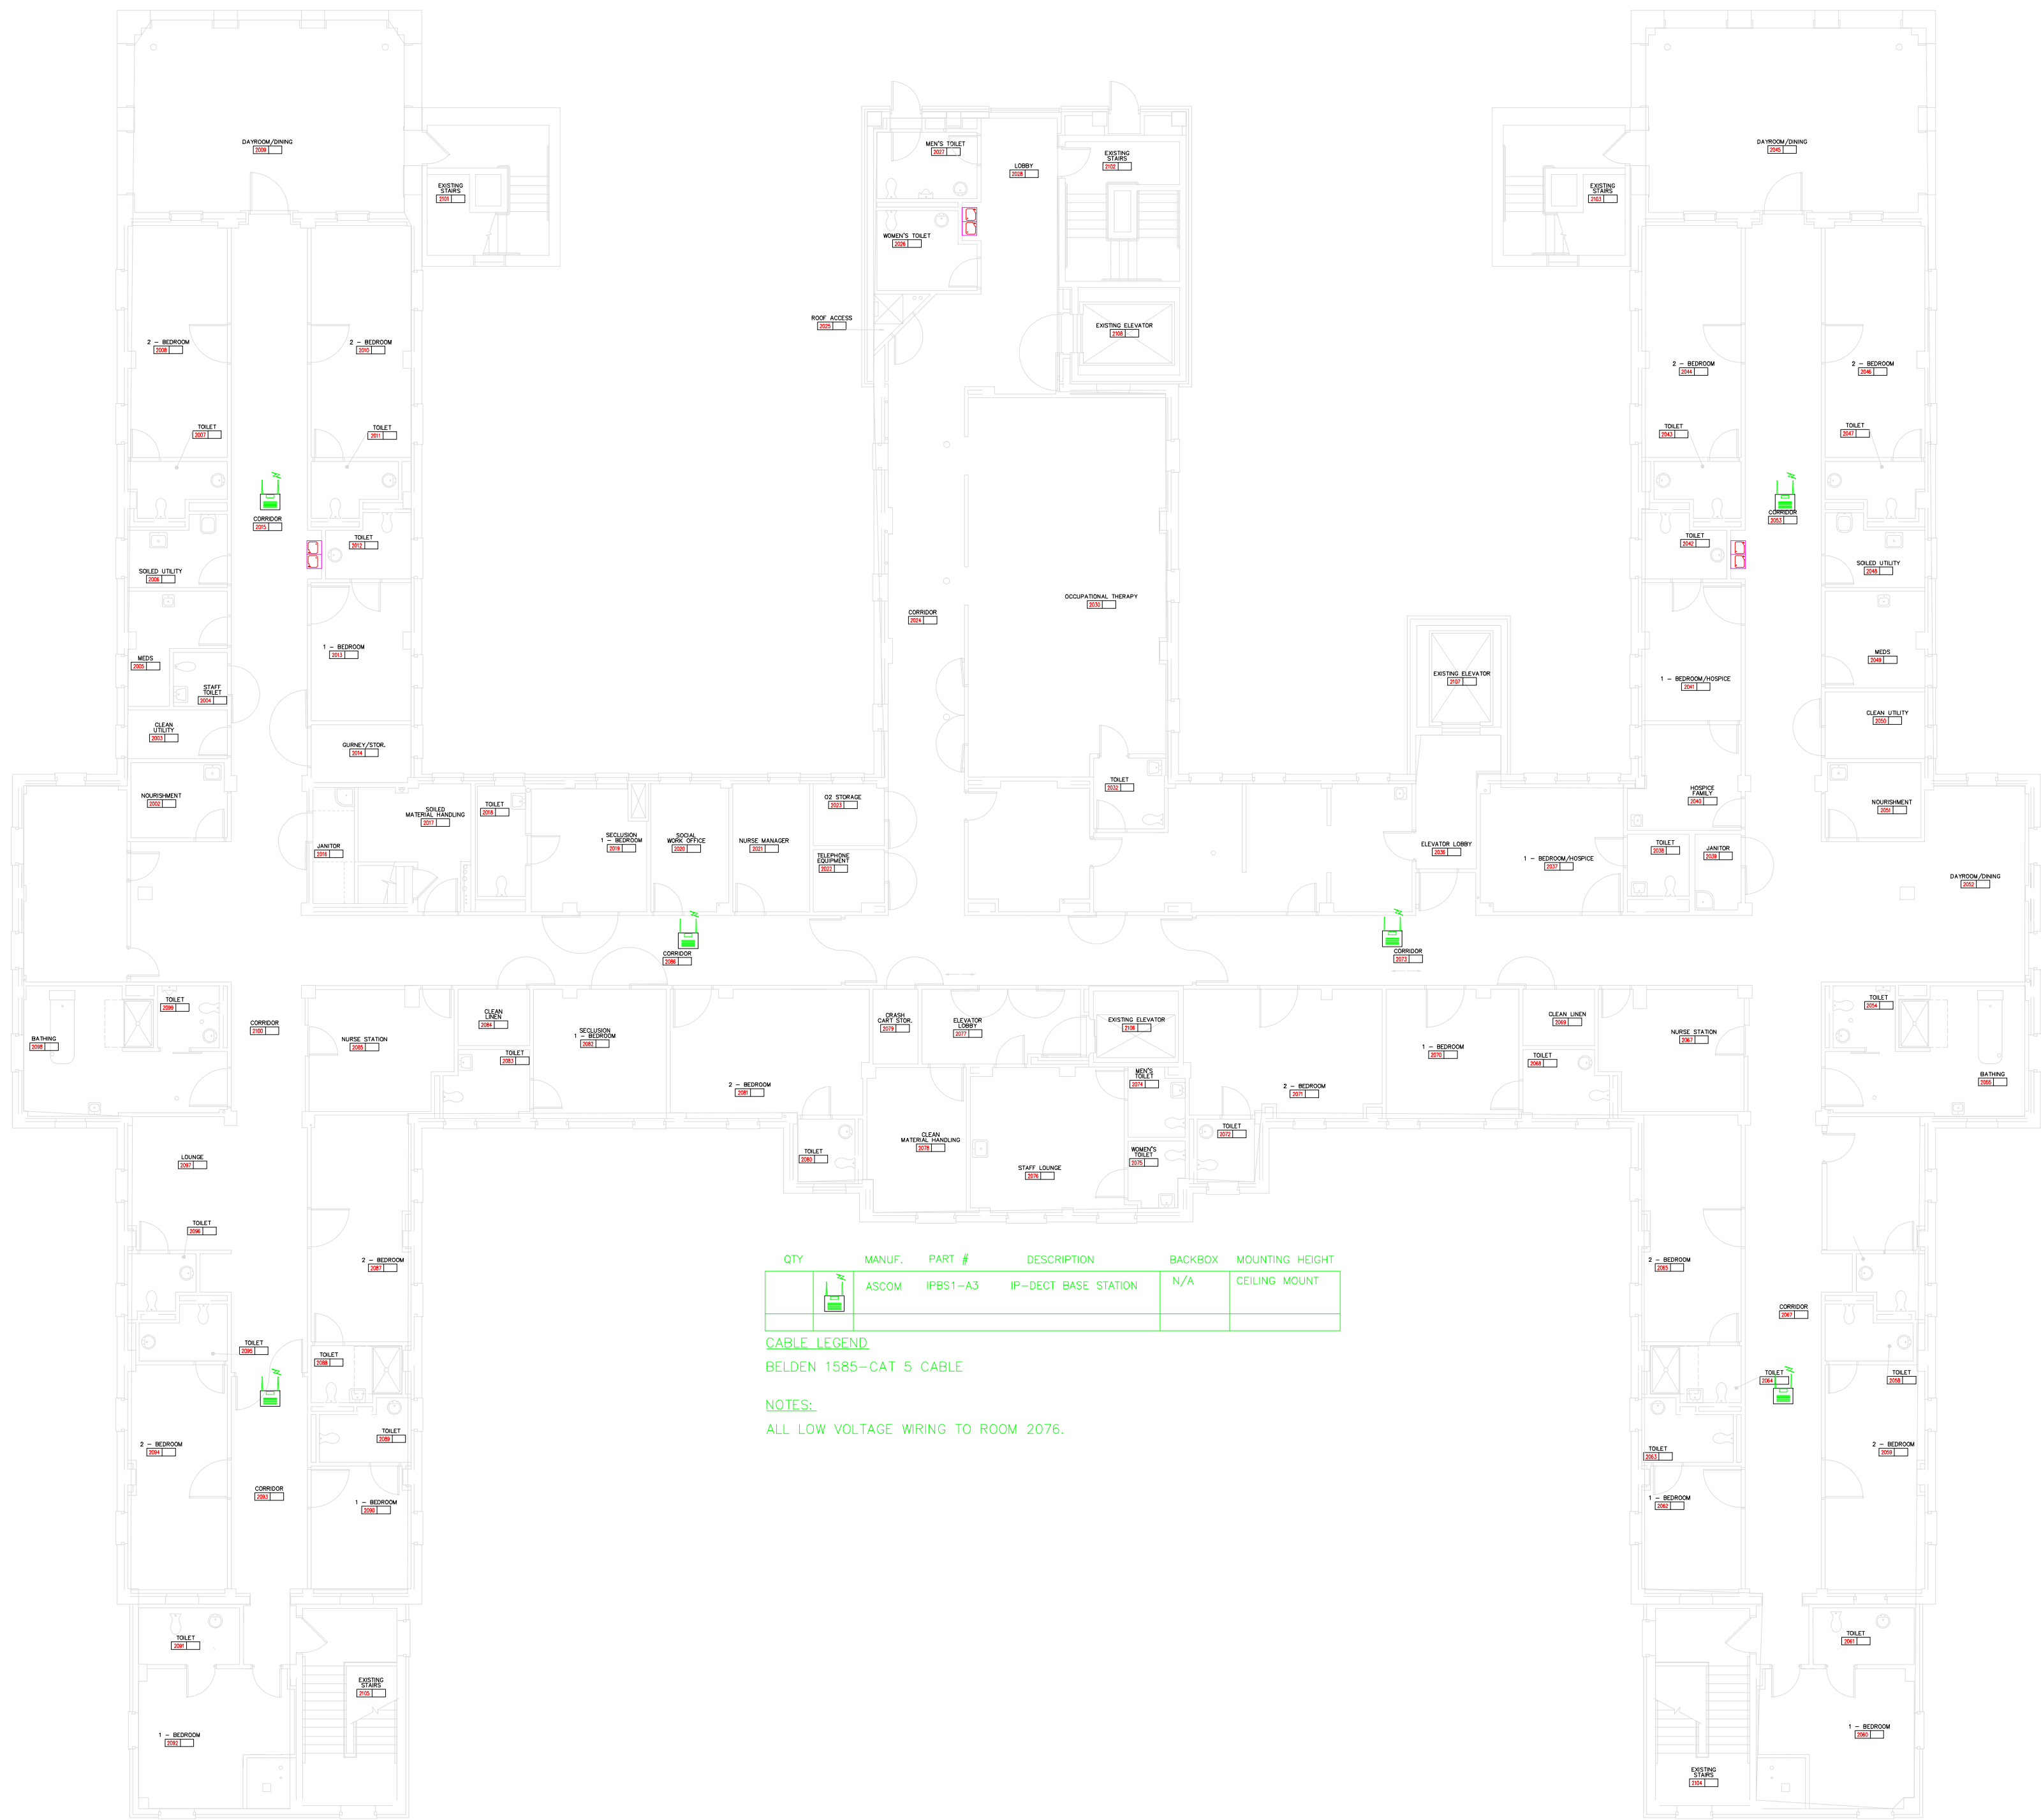 DAYROOM/DINING
2009
EXISTING
STAIRS
2101
MEN'S TOILET
2027
LOBBY
2028
EXISTING
STAIRS
2102
WOMEN'S TOILET
2026
EXISTING
STAIRS
2103
DAYROOM/DINING
2045
ROOF ACCESS
2025
EXISTING ELEVATOR
2108
2 - BEDROOM
2008
2 - BEDROOM
2010
2 - BEDROOM
2044
2 - BEDROOM
2046
TOILET
2007
TOILET
2011
TOILET
2043
TOILET
2047
CORRIDOR
2015
CORRIDOR
2053
TOILET
2012
TOILET
2042
SOILED UTILITY
2006
SOILED UTILITY
2048
CORRIDOR
2024
OCCUPATIONAL THERAPY
2030
MEDS
2005
1 - BEDROOM
2013
STAFF
TOILET
2004
EXISTING ELEVATOR
2107
1 - BEDROOM/HOSPICE
2041
MEDS
2049
CLEAN
UTILITY
2003
GURNEY/STOR.
2014
CLEAN UTILITY
2050
NOURISHMENT
2002
SOILED
MATERIAL HANDLING
2017
TOILET
2018
O2 STORAGE
2023
TOILET
2032
HOSPICE
FAMILY
2040
NOURISHMENT
2051
JANITOR
2016
SECLUSION
1 - BEDROOM
2019
SOCIAL
WORK OFFICE
2020
NURSE MANAGER
2021
TELEPHONE
EQUIPMENT
2022
ELEVATOR LOBBY
2036
1 - BEDROOM/HOSPICE
2037
TOILET
2038
JANITOR
2039
DAYROOM/DINING
2052
CORRIDOR
2086
CORRIDOR
2073
TOILET
2099
CORRIDOR
2100
BATHING
2098
NURSE STATION
2085
CLEAN
LINEN
2084
TOILET
2083
SECLUSION
1 - BEDROOM
2082
CRASH
CART STOR.
2079
ELEVATOR
LOBBY
2077
EXISTING ELEVATOR
2106
1 - BEDROOM
2070
CLEAN LINEN
2069
TOILET
2068
NURSE STATION
2067
TOILET
2054
BATHING
2055
2 - BEDROOM
2081
MEN'S
TOILET
2074
2 - BEDROOM
2071
TOILET
2080
CLEAN
MATERIAL HANDLING
2078
STAFF LOUNGE
2076
WOMEN'S
TOILET
2075
TOILET
2072
LOUNGE
2097
TOILET
2096
2 - BEDROOM
2087
2 - BEDROOM
2065
CORRIDOR
2067
QTY MANUF. PART # DESCRIPTION BACKBOX MOUNTING HEIGHT
ASCOM IPBS1-A3 IP-DECT BASE STATION N/A CEILING MOUNT
CABLE LEGEND
BELDEN 1585-CAT 5 CABLE
NOTES:
ALL LOW VOLTAGE WIRING TO ROOM 2076.
TOILET
2095
TOILET
2088
TOILET
2064
TOILET
2058
2 - BEDROOM
2094
TOILET
2089
TOILET
2063
2 - BEDROOM
2059
CORRIDOR
2093
1 - BEDROOM
2090
1 - BEDROOM
2062
TOILET
2091
TOILET
2061
EXISTING
STAIRS
2105
1 - BEDROOM
2092
1 - BEDROOM
2060
EXISTING
STAIRS
2104